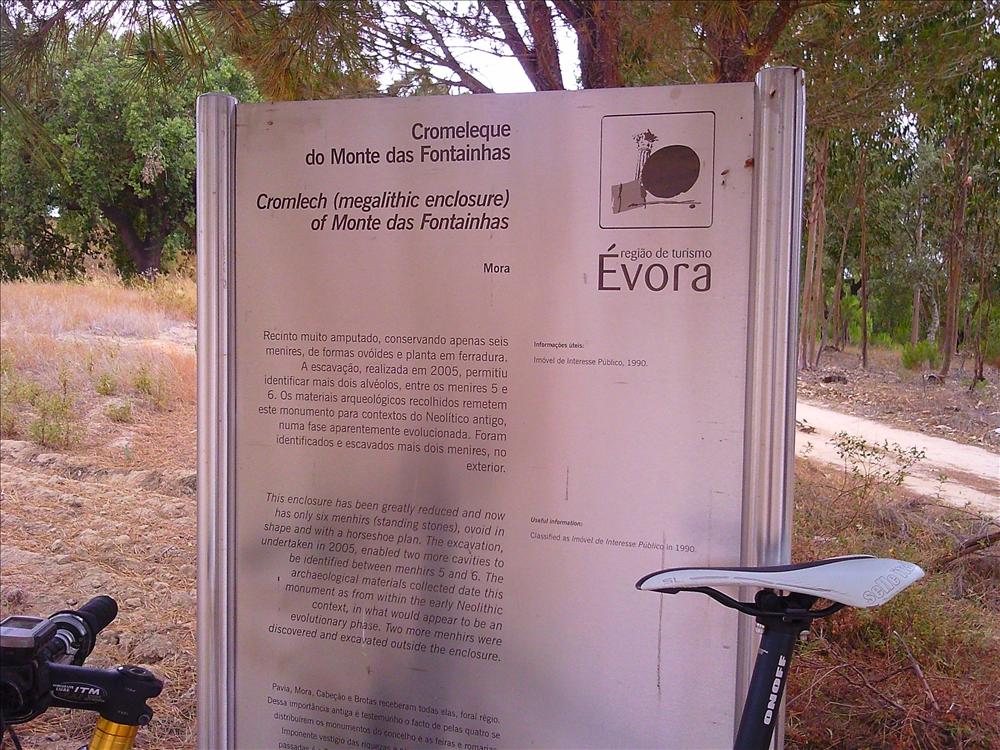 Cromeleque
do Monte das Fontainhas
Cromlech (megalithic enclosure)
of Monte das Fontainhas
Mora
região de turismo
Évora
Recinto muito amputado, conservando apenas seis
menires, de formas ovóides e planta em ferradura.
A escavação, realizada em 2005, permitiu
identificar mais dois alvéolos, entre os menires 5 e
6. Os materiais arqueológicos recolhidos remetem
este monumento para contextos do Neolítico antigo,
numa fase aparentemente evolucionada. Foram
identificados e escavados mais dois menires, no
exterior.
Informações úteis:
Imóvel de Interesse Público, 1990.
This enclosure has been greatly reduced and now
has only six menhirs (standing stones), ovoid in
shape and with a horseshoe plan. The excavation,
undertaken in 2005, enabled two more cavities to
be identified between menhirs 5 and 6. The
archaeological materials collected date this
monument as from within the early Neolithic
context, in what would appear to be an
evolutionary phase. Two more menhirs were
discovered and excavated outside the enclosure.
Useful information:
Classified as Imóvel de Interesse Público in 1990.
Pavia, Mora, Cabeção e Brotas receberam todas elas, foral régio.
Dessa importância antiga é testemunho o facto de pelas quatro se
distribuírem os monumentos do concelho e as feiras e romarias
Imponente vestígio das riquezas
passadas é
ITM
SL
selle
ONOFF